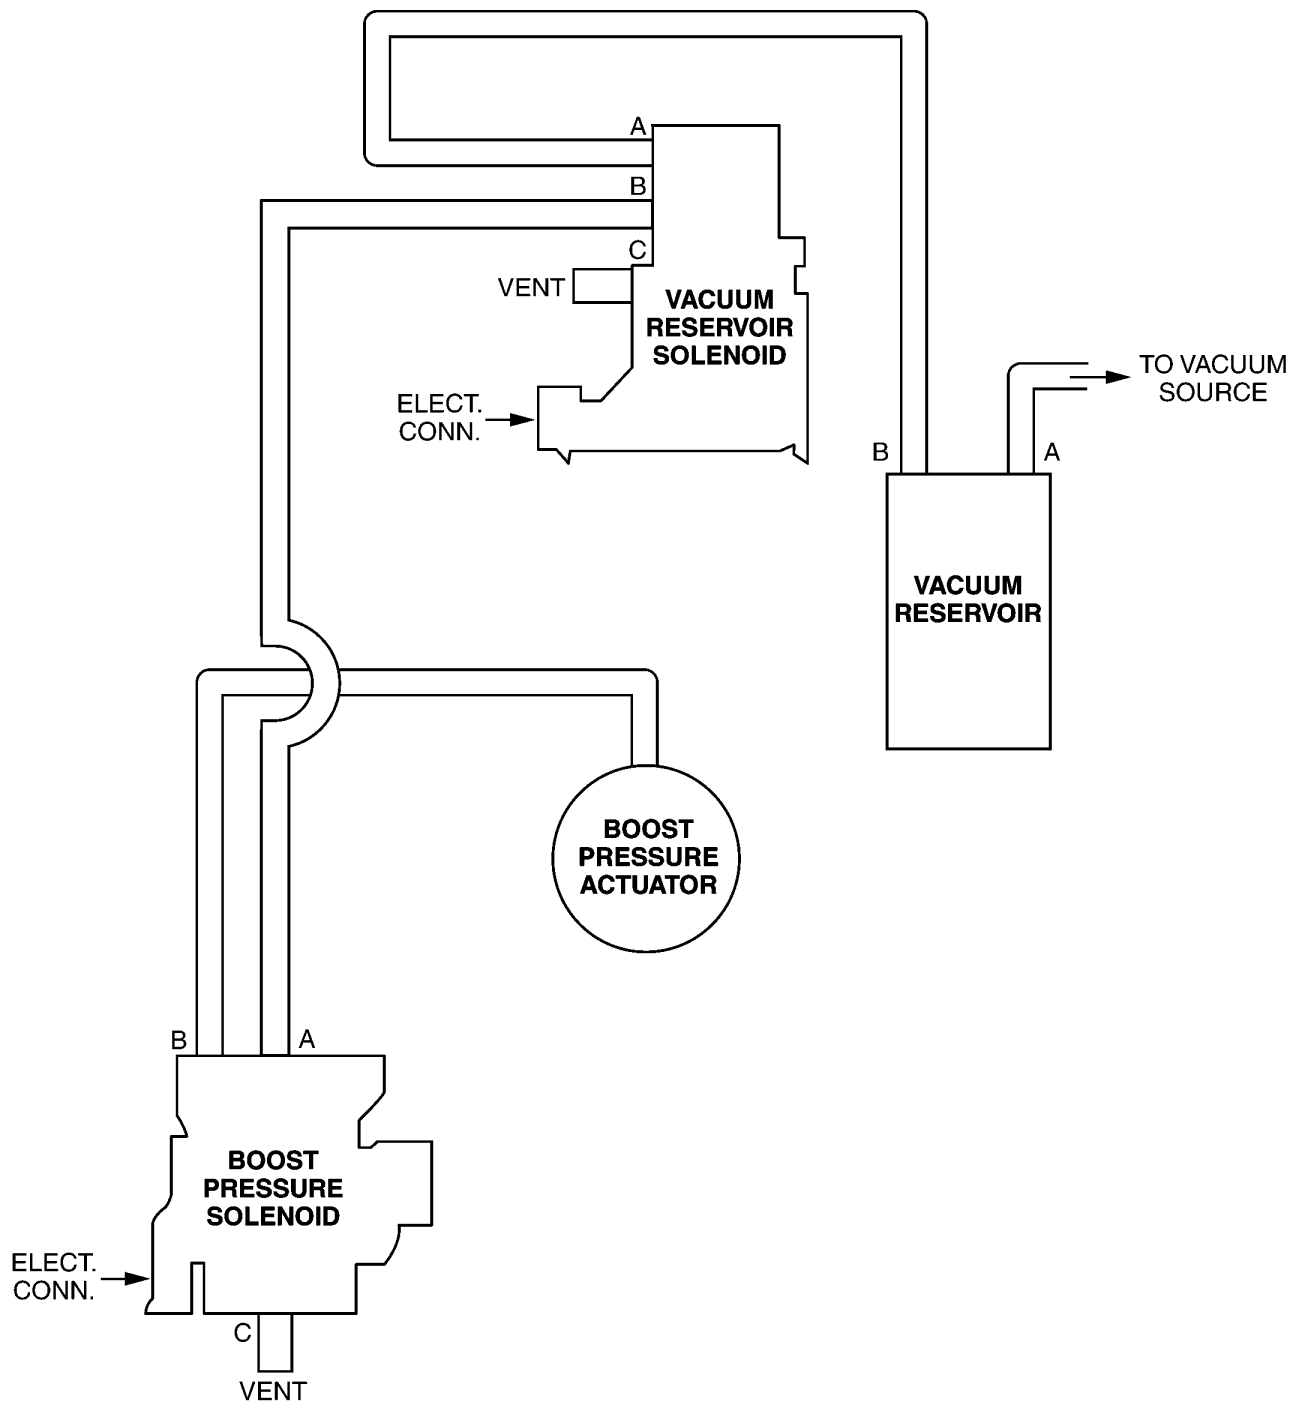 A
B
C
VENT
VACUUM
RESERVOIR
SOLENOID
ELECT.
CONN.
TO VACUUM
SOURCE
B
A
VACUUM
RESERVOIR
BOOST
PRESSURE
ACTUATOR
B
A
BOOST
PRESSURE
SOLENOID
ELECT.
CONN.
C
VENT